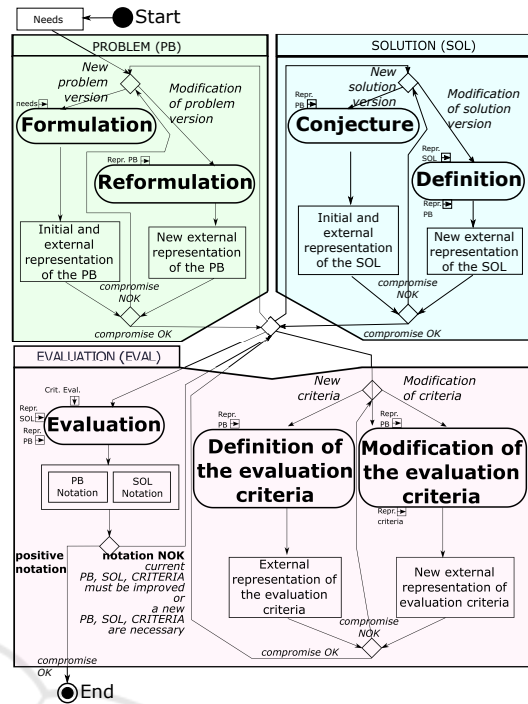 Start
Needs
PROBLEM (PB)
New
problem
version
Modification
of problem
version
needs
Formulation
Repr. PB
Reformulation
Initial and
external
representation
of the PB
New external
representation
of the PB
compromise
NOK
compromise OK
SOLUTION (SOL)
New
solution
version
Modification
of solution
version
Repr.
PB
Conjecture
Repr.
SOL
Definition
Repr.
PB
Initial and
external
representation
of the SOL
New external
representation
of the SOL
compromise
NOK
compromise OK
EVALUATION (EVAL)
Crit. Eval.
Repr.
SOL
Repr.
PB
Evaluation
PB
Notation
SOL
Notation
positive
notation
notation NOK
current
PB, SOL, CRITERIA
must be improved
or
a new
PB, SOL, CRITERIA
are necessary
compromise
OK
End
New
criteria
Modification
of criteria
Repr.
PB
Definition of
the evaluation
criteria
Repr.
PB
Modification of
the evaluation
criteria
Repr.
criteria
External
representation of
the evaluation
criteria
New external
representation of
evaluation criteria
compromise
NOK
compromise OK